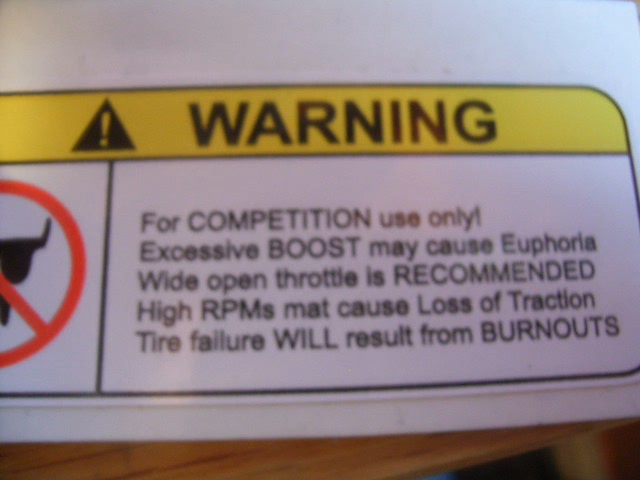 WARNING
For COMPETITION use only!
Excessive BOOST may cause Euphoria
Wide open throttle is RECOMMENDED
High RPMs mat cause Loss of Traction
Tire failure WILL result from BURNOUTS